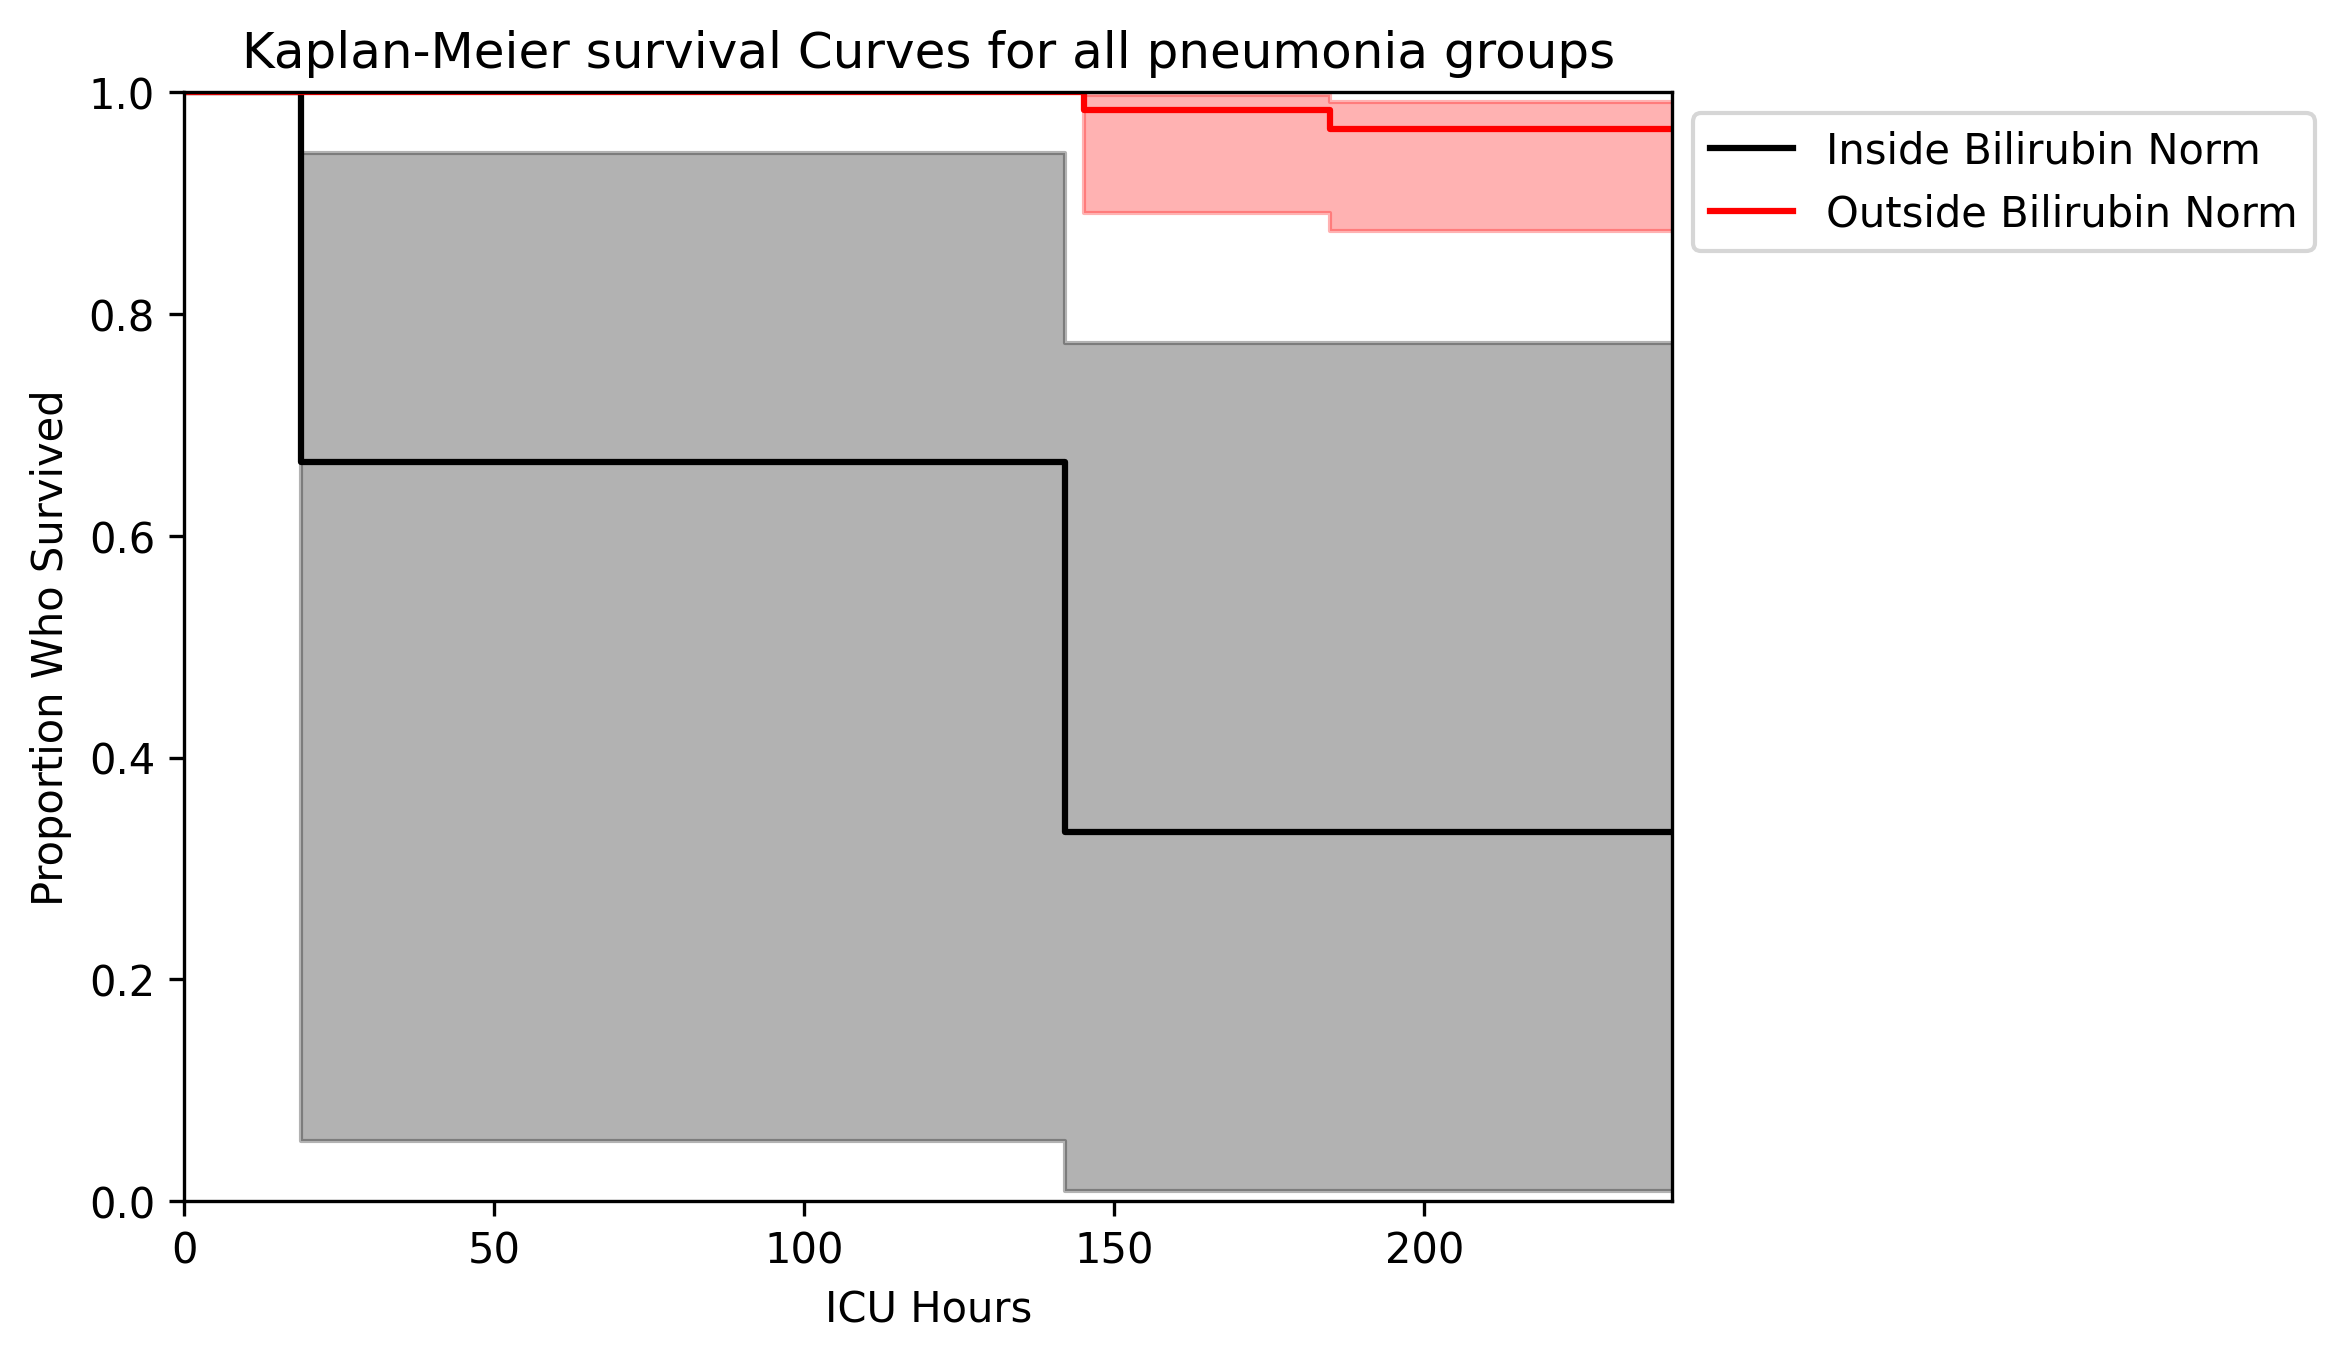 Kaplan-Meier survival Curves for all pneumonia groups
1.0
0.8
0.6
0.4
0.2
0.0
Proportion Who Survived
0 50 100 150 200
ICU Hours
Inside Bilirubin Norm
Outside Bilirubin Norm